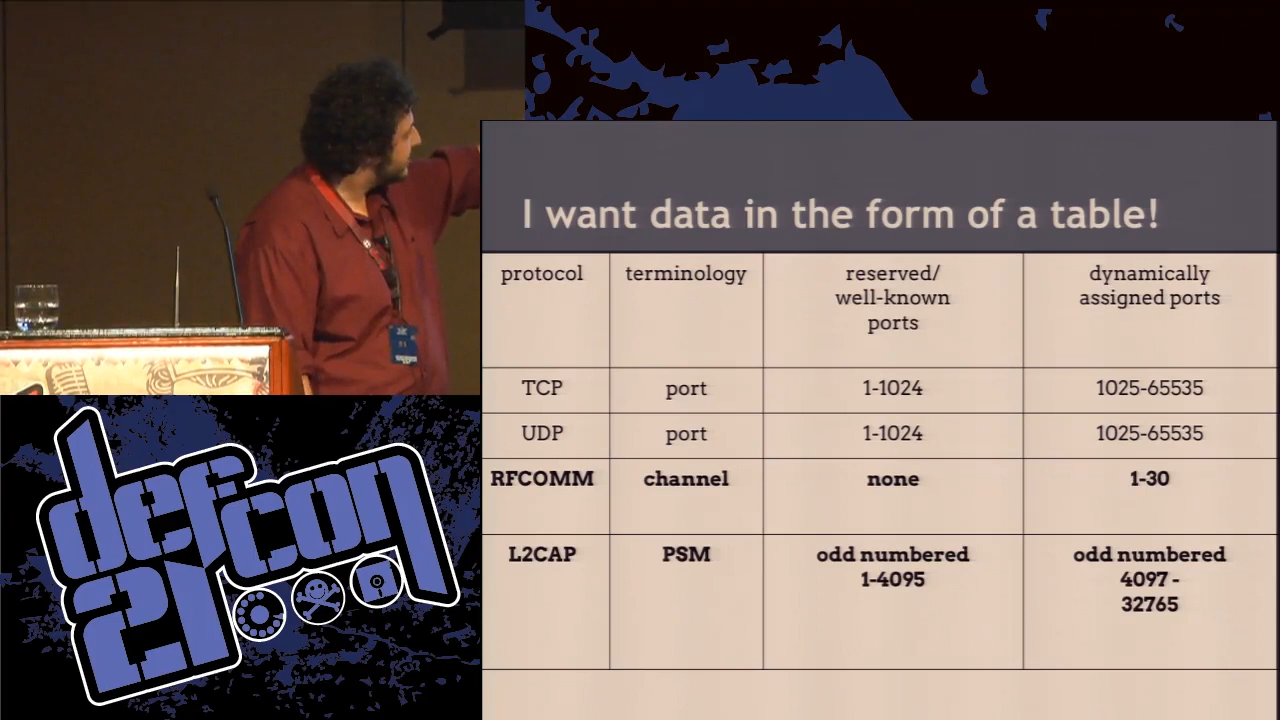 I want data in the form of a table!
protocol terminology reserved/ dynamically
well-known assigned ports
ports
TCP port 1-1024 1025-65535
UDP port 1-1024 1025-65535
RFCOMM channel none 1-30
L2CAP PSM odd numbered odd numbered
1-4095 4097 -
32765
defcon
21